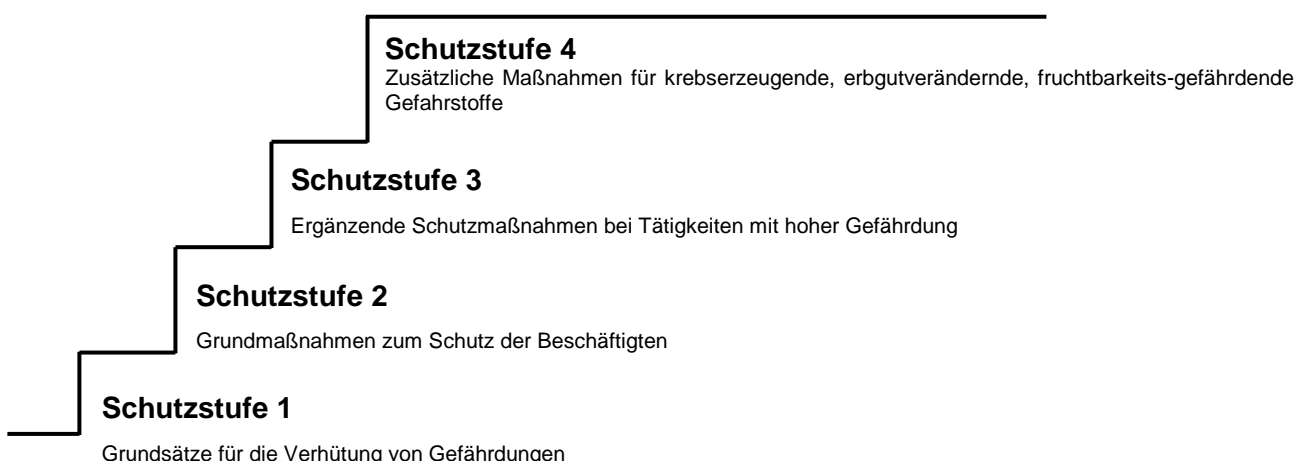 Schutzstufe 4
Zusätzliche Maßnahmen für krebserzeugende, erbgutverändernde, fruchtbarkeits-gefährdende
Gefahrstoffe
Schutzstufe 3
Ergänzende Schutzmaßnahmen bei Tätigkeiten mit hoher Gefährdung
Schutzstufe 2
Grundmaßnahmen zum Schutz der Beschäftigten
Schutzstufe 1
Grundsätze für die Verhütung von Gefährdungen